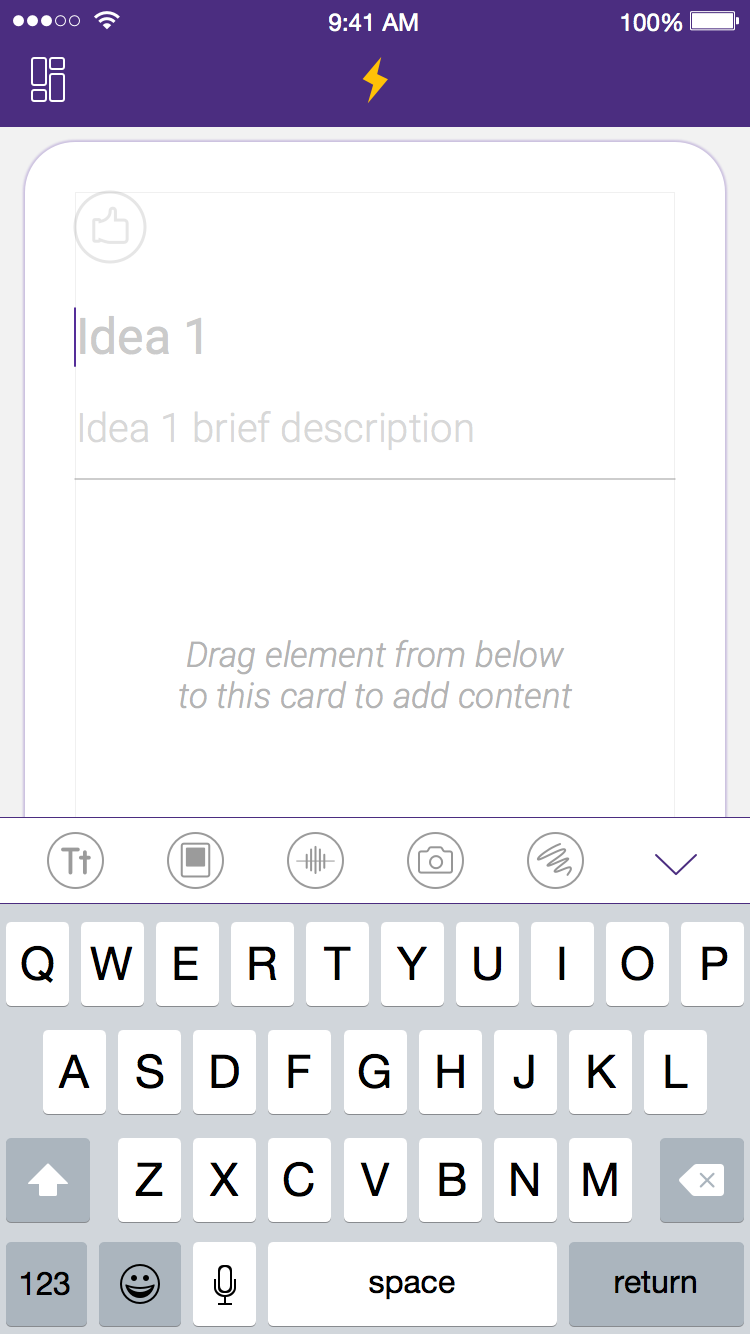 9:41 AM 100%
Idea 1
Idea 1 brief description
Drag element from below
to this card to add content
Tt
Q W E R T Y U I O P
A S D F G H J K L
Z X C V B N M
123 space return